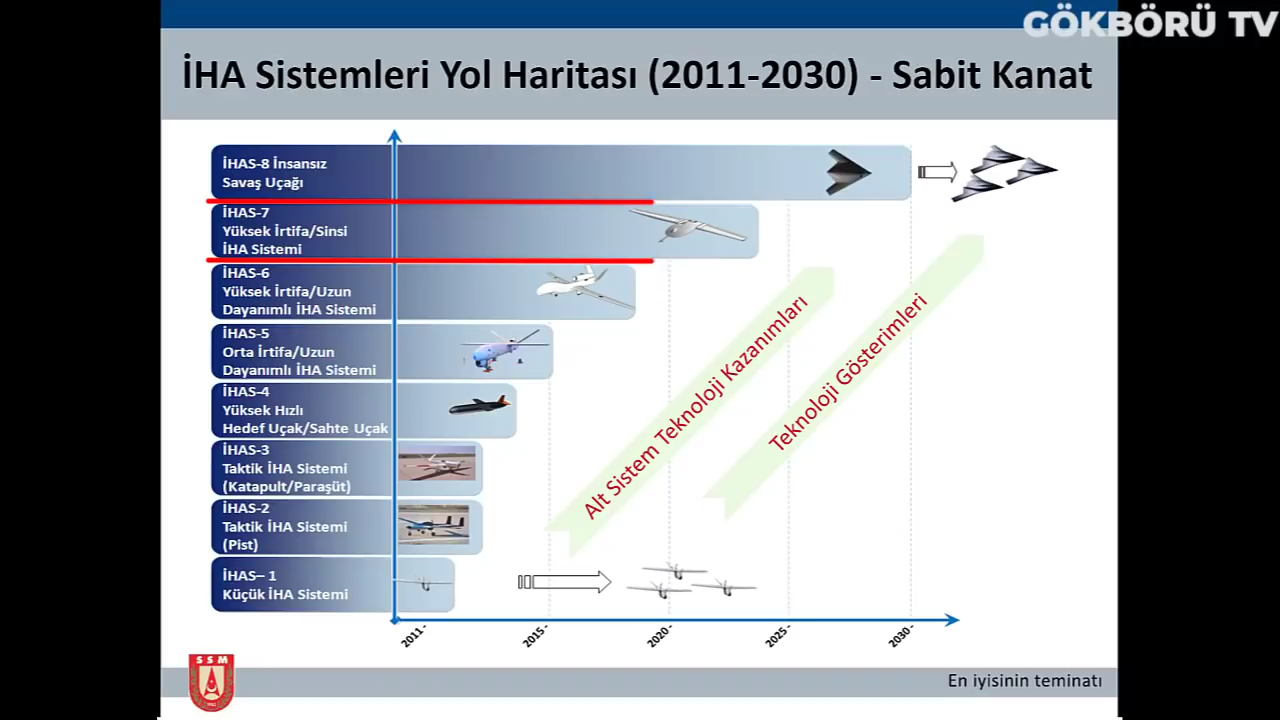 GÖKBÖRÜ TV
İHA Sistemleri Yol Haritası (2011-2030) - Sabit Kanat
İHAS-8 İnsansız
Savaş Uçağı
İHAS-7
Yüksek İrtifa/Sinsi
İHA Sistemi
İHAS-6
Yüksek İrtifa/Uzun
Dayanımlı İHA Sistemi
İHAS-5
Orta İrtifa/Uzun
Dayanımlı İHA Sistemi
İHAS-4
Yüksek Hızlı
Hedef Uçak/Sahte Uçak
İHAS-3
Taktik İHA Sistemi
(Katapult/Paraşüt)
İHAS-2
Taktik İHA Sistemi
(Pist)
İHAS– 1
Küçük İHA Sistemi
Alt Sistem Teknoloji Kazanımları
Teknoloji Gösterimleri
2011-
2015-
2020-
2025-
2030-
SSM
En iyisinin teminatı